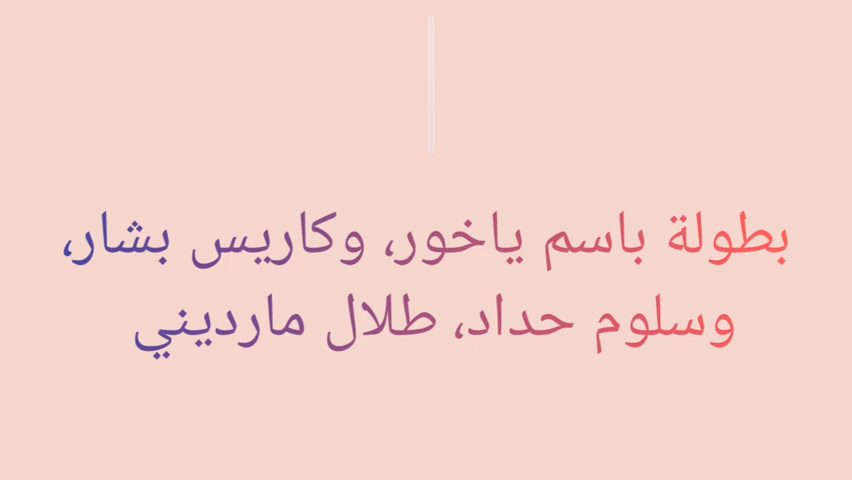 بطولة باسم ياخور، وكاريس بشار،
وسلوم حداد، طلال مارديني